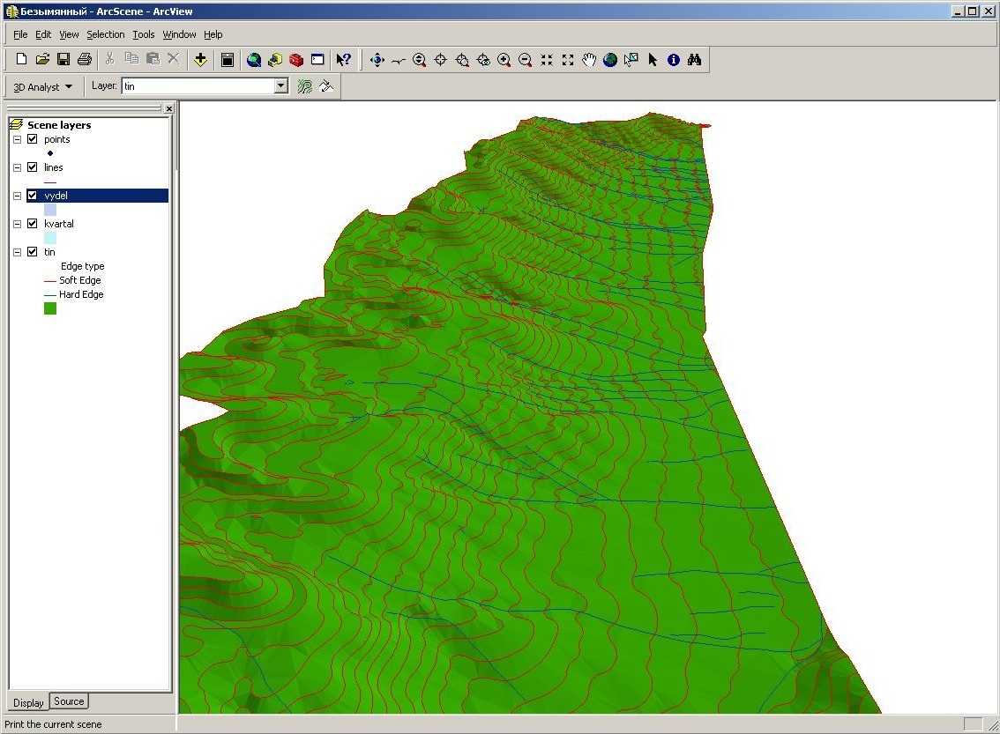 Безымянный - ArcScene - ArcView
File Edit View Selection Tools Window Help
3D Analyst Layer: tin
Scene layers
points
lines
vydel
kvartal
tin
Edge type
Soft Edge
Hard Edge
Display Source
Print the current scene